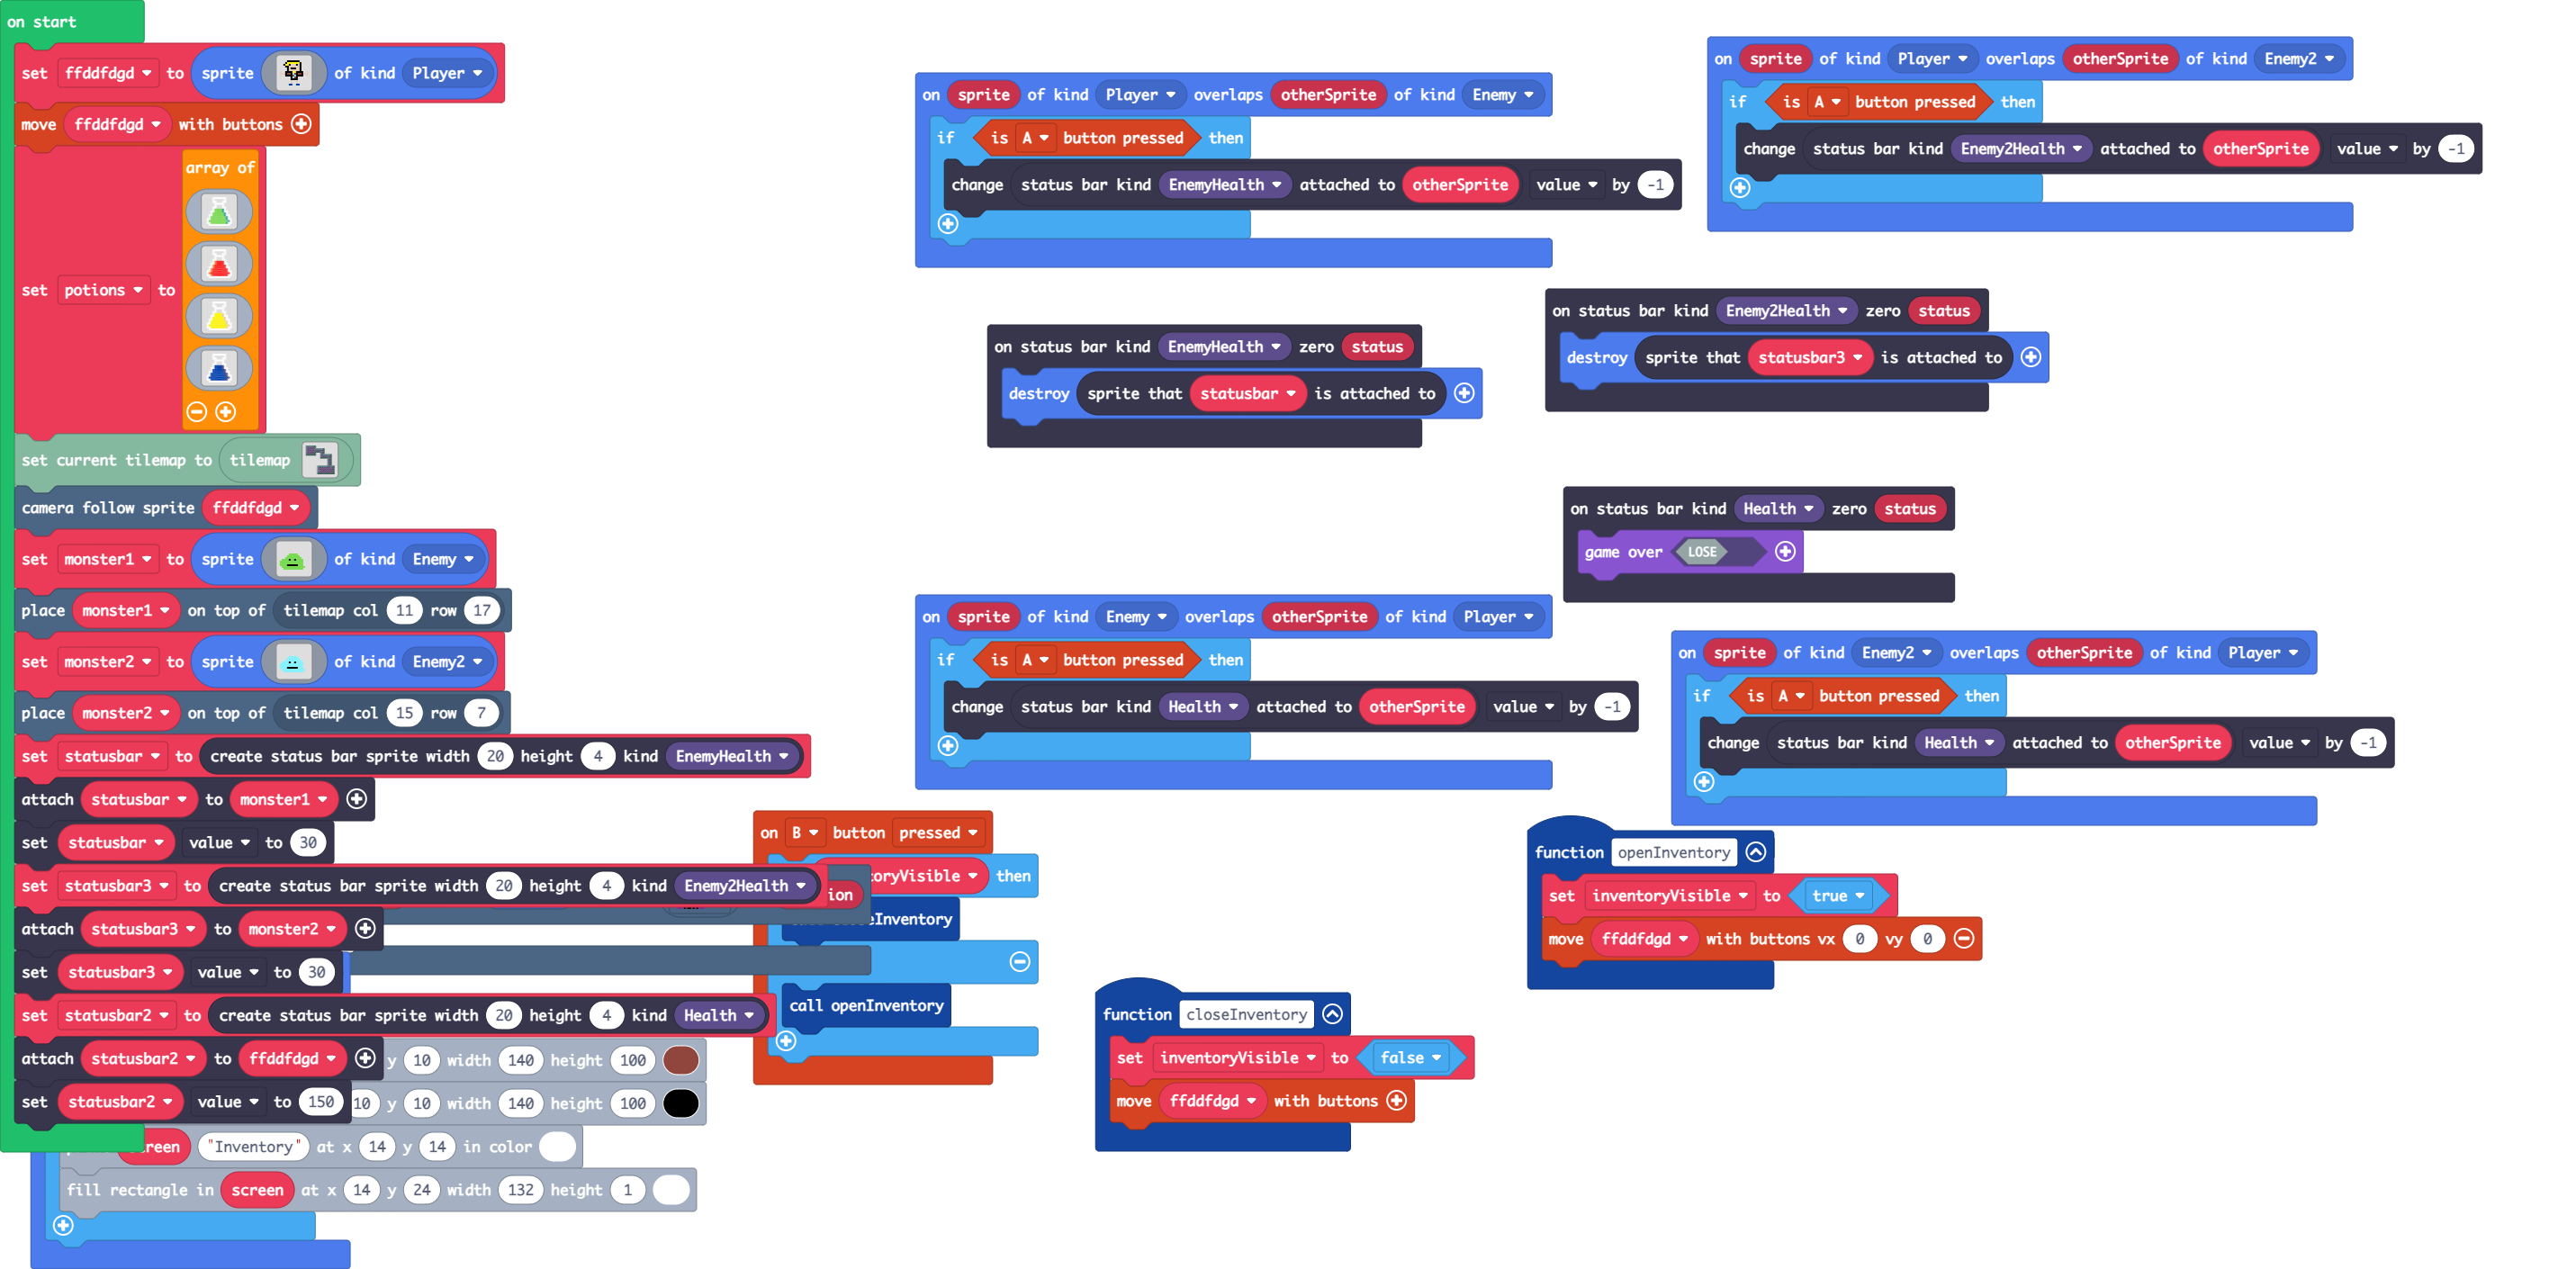 on start
set ffddfdgd to sprite of kind Player
move ffddfdgd with buttons
array of
set potions to
set current tilemap to tilemap
camera follow sprite ffddfdgd
set monster1 to sprite of kind Enemy
place monster1 on top of tilemap col 11 row 17
set monster2 to sprite of kind Enemy2
place monster2 on top of tilemap col 15 row 7
set statusbar to create status bar sprite width 20 height 4 kind EnemyHealth
attach statusbar to monster1
set statusbar value to 30
set statusbar3 to create status bar sprite width 20 height 4 kind Enemy2Health
attach statusbar3 to monster2
set statusbar3 value to 30
set statusbar2 to create status bar sprite width 20 height 4 kind Health
attach statusbar2 to ffddfdgd
set statusbar2 value to 150
y 10 width 140 height 100
10 y 10 width 140 height 100
reen "Inventory" at x 14 y 14 in color
fill rectangle in screen at x 14 y 24 width 132 height 1
ion
on B button pressed
oryVisible then
eInventory
call openInventory
on sprite of kind Player overlaps otherSprite of kind Enemy
if is A button pressed then
change status bar kind EnemyHealth attached to otherSprite value by -1
on sprite of kind Player overlaps otherSprite of kind Enemy2
if is A button pressed then
change status bar kind Enemy2Health attached to otherSprite value by -1
on status bar kind EnemyHealth zero status
destroy sprite that statusbar is attached to
on status bar kind Enemy2Health zero status
destroy sprite that statusbar3 is attached to
on status bar kind Health zero status
game over LOSE
on sprite of kind Enemy overlaps otherSprite of kind Player
if is A button pressed then
change status bar kind Health attached to otherSprite value by -1
on sprite of kind Enemy2 overlaps otherSprite of kind Player
if is A button pressed then
change status bar kind Health attached to otherSprite value by -1
function openInventory
set inventoryVisible to true
move ffddfdgd with buttons vx 0 vy 0
function closeInventory
set inventoryVisible to false
move ffddfdgd with buttons